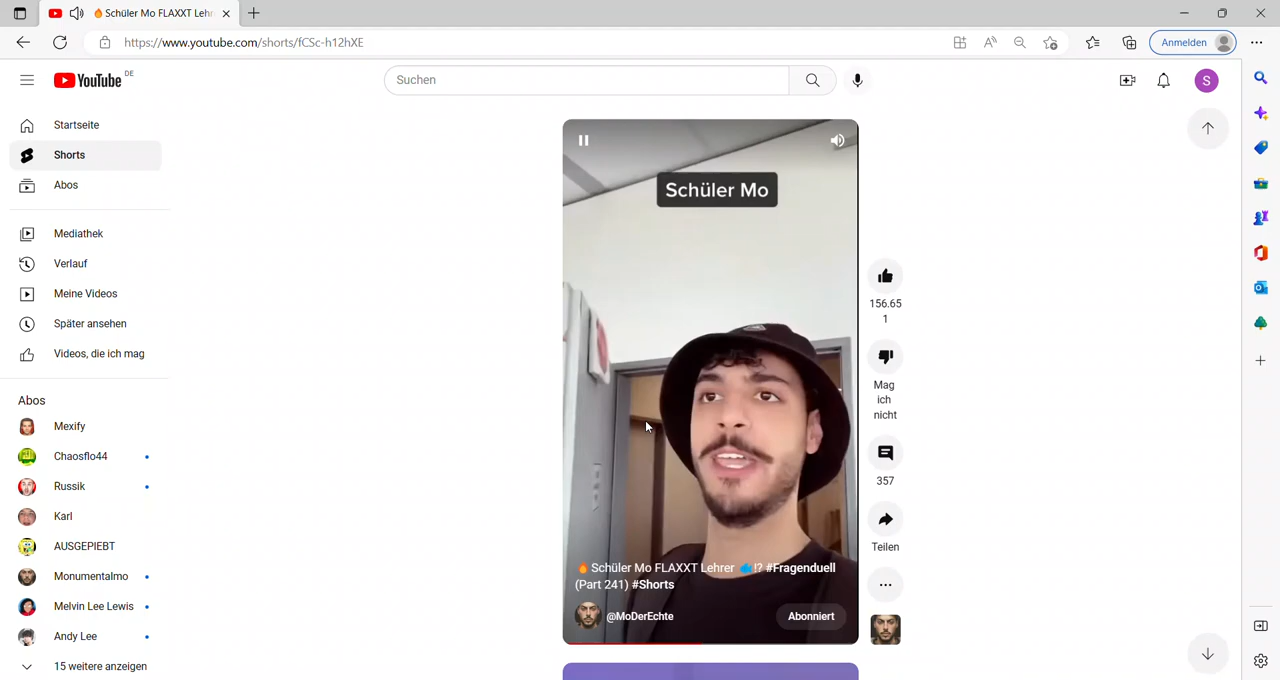 Schüler Mo FLAXXT Lehr
https://www.youtube.com/shorts/fCSc-h12hXE
Anmelden
YouTube DE
Suchen
S
Startseite
Shorts
Abos
Mediathek
Verlauf
Meine Videos
Später ansehen
Videos, die ich mag
Abos
Mexify
Chaosflo44
Russik
Karl
AUSGEPIEBT
Monumentalmo
Melvin Lee Lewis
Andy Lee
15 weitere anzeigen
Schüler Mo
🔥Schüler Mo FLAXXT Lehrer 🤜!? #Fragenduell
(Part 241) #Shorts
@MoDerEchte
Abonniert
156.65
1
Mag
ich
nicht
357
Teilen